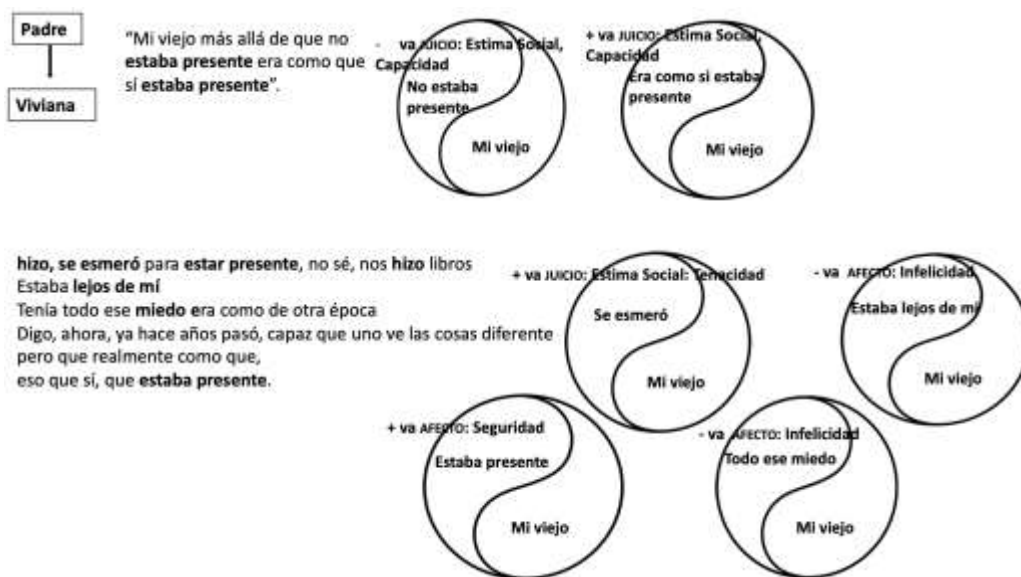 Padre
Viviana
“Mi viejo más allá de que no
estaba presente era como que
sí estaba presente”.
- va JUICIO: Estima Sosial,
Capacidad
No estaba
presente
Mi viejo
+ va JUICIO: Estima Social,
Capacidad
Era como si estaba
presente
Mi viejo
hizo, se esmeró para estar presente, no sé, nos hizo libros
Estaba lejos de mí
Tenía todo ese miedo era como de otra época
Digo, ahora, ya hace años pasó, capaz que uno ve las cosas diferente
pero que realmente como que,
eso que sí, que estaba presente.
+ va JUICIO: Estima Social: Tenacidad
Se esmeró
Mi viejo
- va AFECTO: Infelicidad
Estaba lejos de mí
Mi viejo
+ va AFECTO: Seguridad
Estaba presente
Mi viejo
- va AFECTO: Infelicidad
Todo ese miedo
Mi viejo